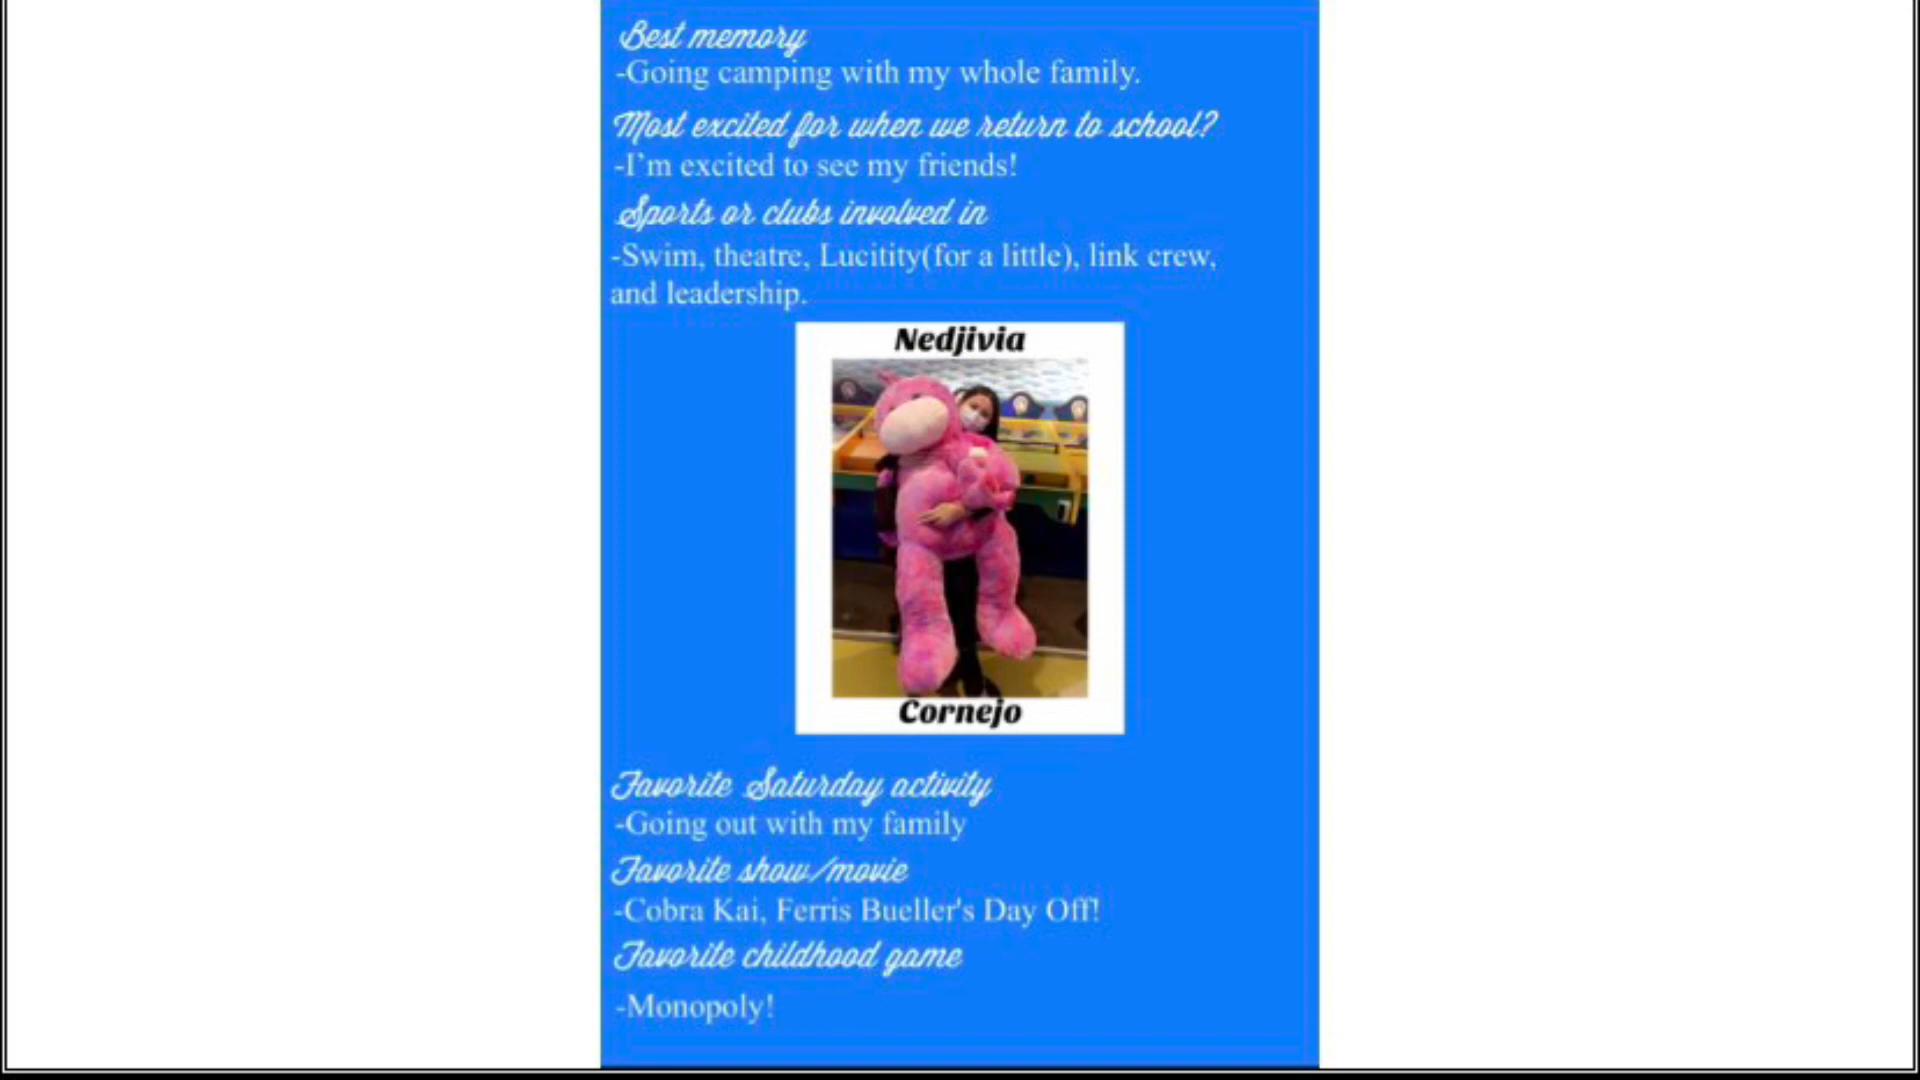 Best memory
-Going camping with my whole family.
Most excited for when we return to school?
-I’m excited to see my friends!
Sports or clubs involved in
-Swim, theatre, Lucitity(for a little), link crew,
and leadership.
Nedjivia
Cornejo
Favorite Saturday activity
-Going out with my family
Favorite show/movie
-Cobra Kai, Ferris Bueller's Day Off!
Favorite childhood game
-Monopoly!